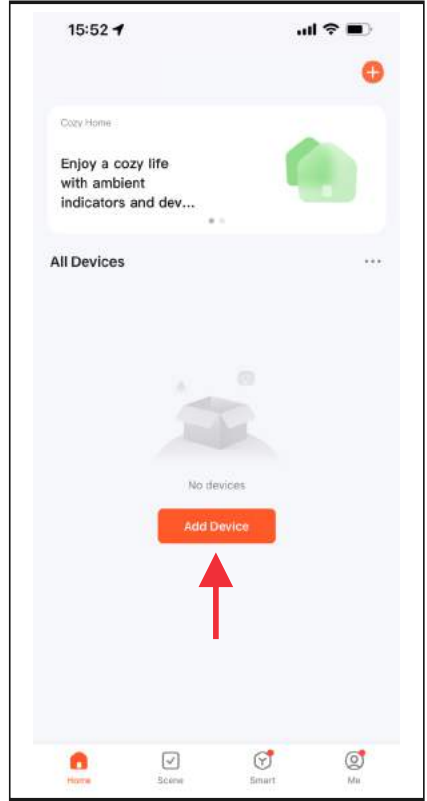 15:52
Cozy Home
Enjoy a cozy life
with ambient
indicators and dev...
All Devices
No devices
Add Device
Home
Scene
Smart
Me